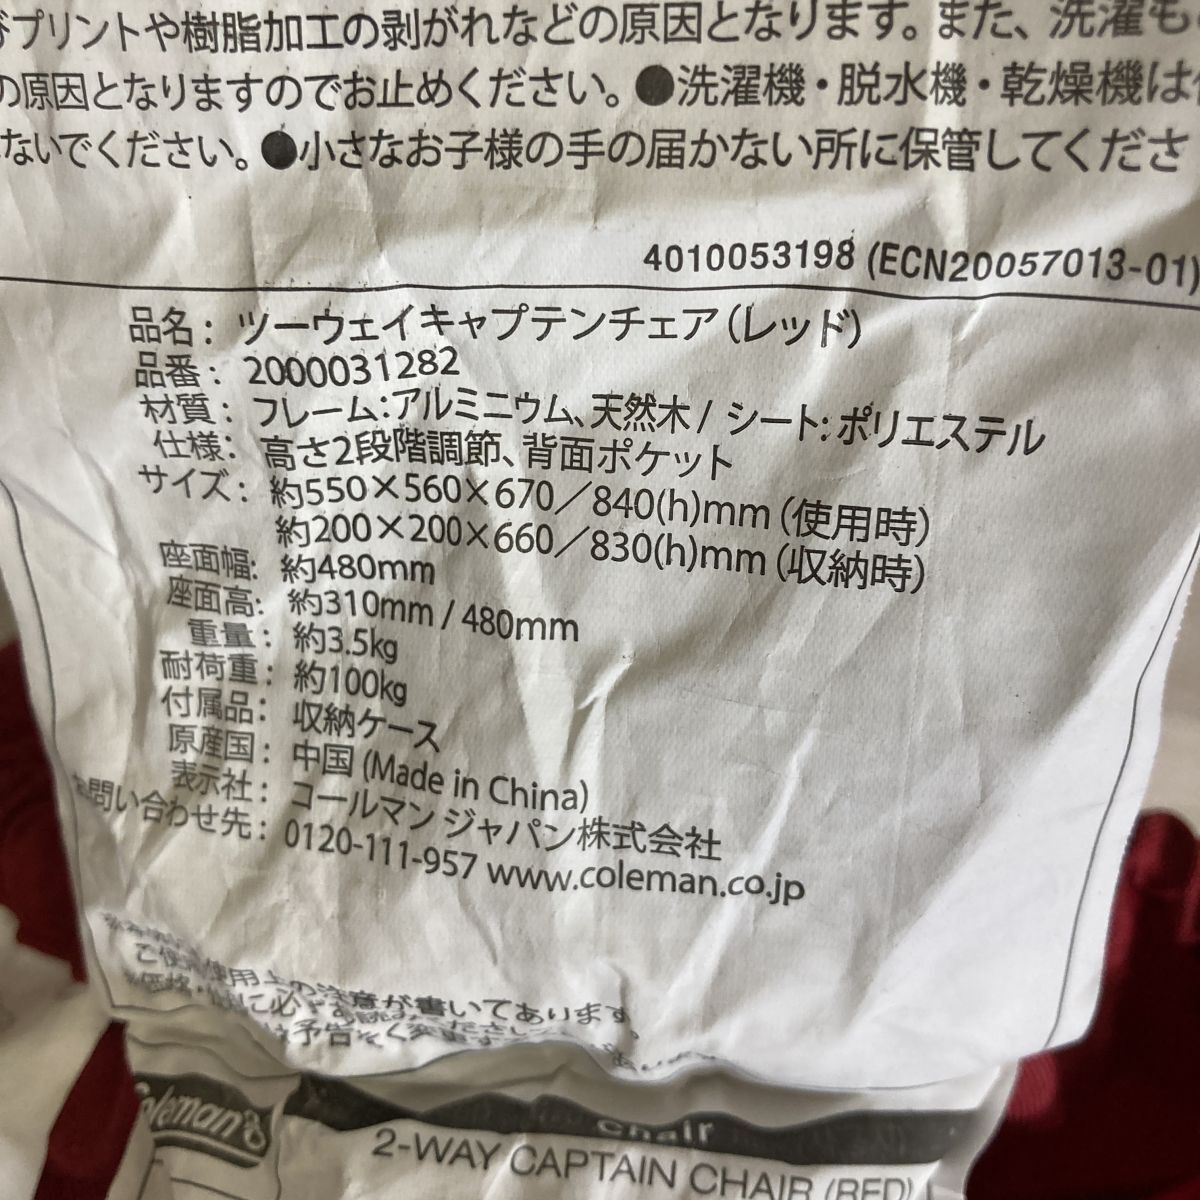 プリントや樹脂加工の剥がれなどの原因となります。また、洗濯も
の原因となりますのでお止めください。●洗濯機・脱水機・乾燥機は
ないでください。●小さなお子様の手の届かない所に保管してくださ
4010053198 (ECN20057013-01)
品名： ツーウェイキャプテンチェア（レッド）
品番： 2000031282
材質： フレーム：アルミニウム、天然木 / シート：ポリエステル
仕様： 高さ2段階調節、背面ポケット
サイズ： 約550×560×670／840(h)mm（使用時）
約200×200×660／830(h)mm（収納時）
座面幅： 約480mm
座面高： 約310mm / 480mm
重量： 約3.5kg
耐荷重： 約100kg
付属品： 収納ケース
原産国： 中国 (Made in China)
表示社： コールマン ジャパン株式会社
お問い合わせ先： 0120-111-957 www.coleman.co.jp
使用上の注意が書いてあります。
Coleman
chair
2-WAY CAPTAIN CHAIR (RED)